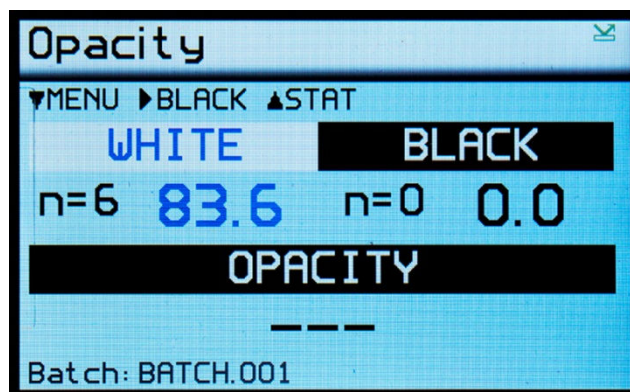 Opacity
▼MENU ▶BLACK ▲STAT
WHITE BLACK
n=6 83.6 n=0 0.0
OPACITY
---
Batch: BATCH.001